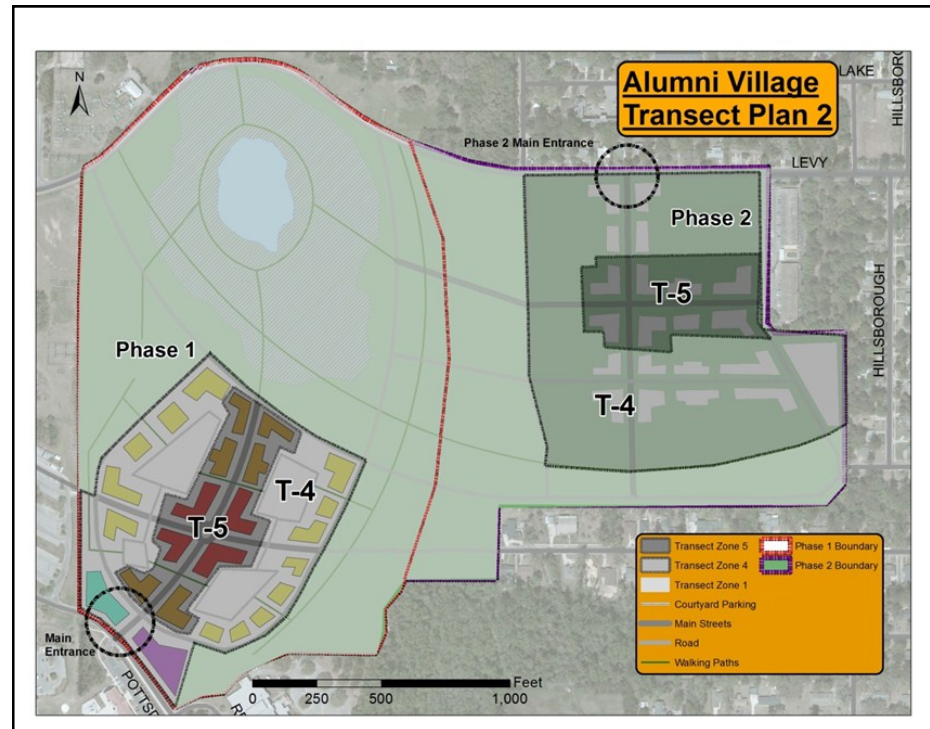 N
Alumni Village
Transect Plan 2
LAKE
HILLSBORO
Phase 2 Main Entrance
LEVY
Phase 2
T-5
HILLSBOROUGH
Phase 1
T-4
T-4
T-5
Main
Entrance
POTTS
Feet
0 250 500 1,000
Transect Zone 5
Transect Zone 4
Transect Zone 1
Courtyard Parking
Main Streets
Road
Walking Paths
Phase 1 Boundary
Phase 2 Boundary